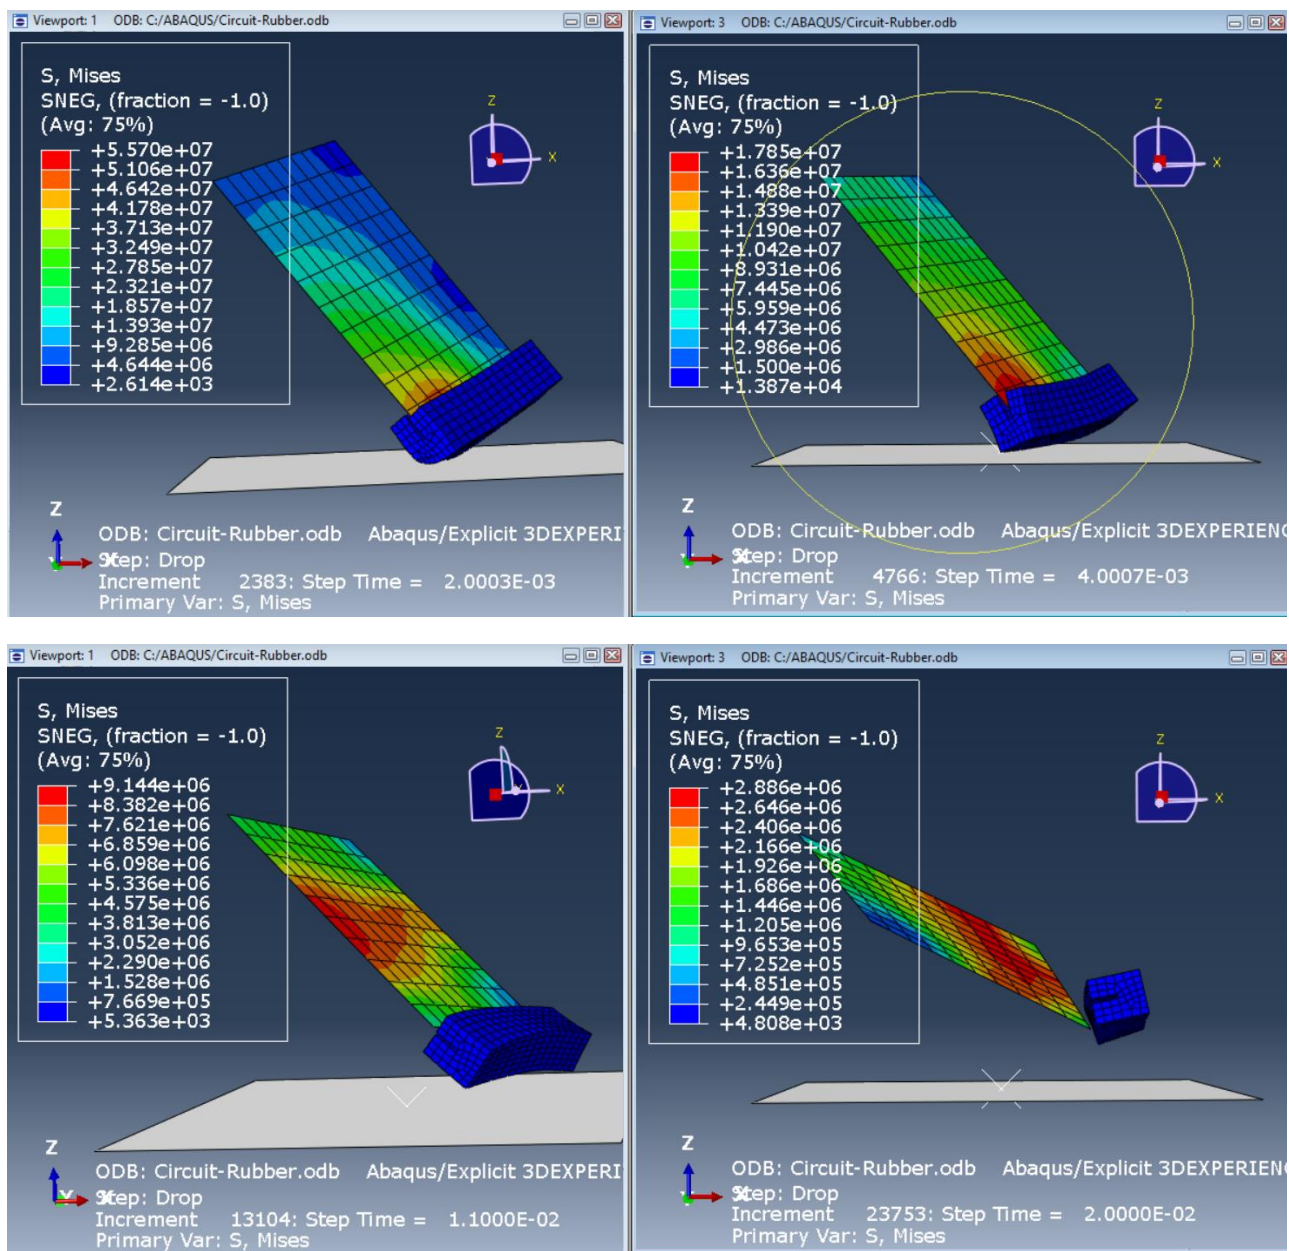 Viewport: 1 ODB: C:/ABAQUS/Circuit-Rubber.odb
S, Mises
SNEG, (fraction = -1.0)
(Avg: 75%)
+5.570e+07
+5.106e+07
+4.642e+07
+4.178e+07
+3.713e+07
+3.249e+07
+2.785e+07
+2.321e+07
+1.857e+07
+1.393e+07
+9.285e+06
+4.644e+06
+2.614e+03
Z
X
Z
ODB: Circuit-Rubber.odb Abaqus/Explicit 3DEXPERI
Step: Drop
Increment 2383: Step Time = 2.0003E-03
Primary Var: S, Mises
Viewport: 3 ODB: C:/ABAQUS/Circuit-Rubber.odb
S, Mises
SNEG, (fraction = -1.0)
(Avg: 75%)
+1.785e+07
+1.636e+07
+1.488e+07
+1.339e+07
+1.190e+07
+1.042e+07
+8.931e+06
+7.445e+06
+5.959e+06
+4.473e+06
+2.986e+06
+1.500e+06
+1.387e+04
Z
X
Z
ODB: Circuit-Rubber.odb Abaqus/Explicit 3DEXPERIENC
Step: Drop
Increment 4766: Step Time = 4.0007E-03
Primary Var: S, Mises
Viewport: 1 ODB: C:/ABAQUS/Circuit-Rubber.odb
S, Mises
SNEG, (fraction = -1.0)
(Avg: 75%)
+9.144e+06
+8.382e+06
+7.621e+06
+6.859e+06
+6.098e+06
+5.336e+06
+4.575e+06
+3.813e+06
+3.052e+06
+2.290e+06
+1.528e+06
+7.669e+05
+5.363e+03
Z
X
Z
Y
ODB: Circuit-Rubber.odb Abaqus/Explicit 3DEXPERI
Step: Drop
Increment 13104: Step Time = 1.1000E-02
Primary Var: S, Mises
Viewport: 3 ODB: C:/ABAQUS/Circuit-Rubber.odb
S, Mises
SNEG, (fraction = -1.0)
(Avg: 75%)
+2.886e+06
+2.646e+06
+2.406e+06
+2.166e+06
+1.926e+06
+1.686e+06
+1.446e+06
+1.205e+06
+9.653e+05
+7.252e+05
+4.851e+05
+2.449e+05
+4.808e+03
Z
X
Z
ODB: Circuit-Rubber.odb Abaqus/Explicit 3DEXPERIEN
Step: Drop
Increment 23753: Step Time = 2.0000E-02
Primary Var: S, Mises